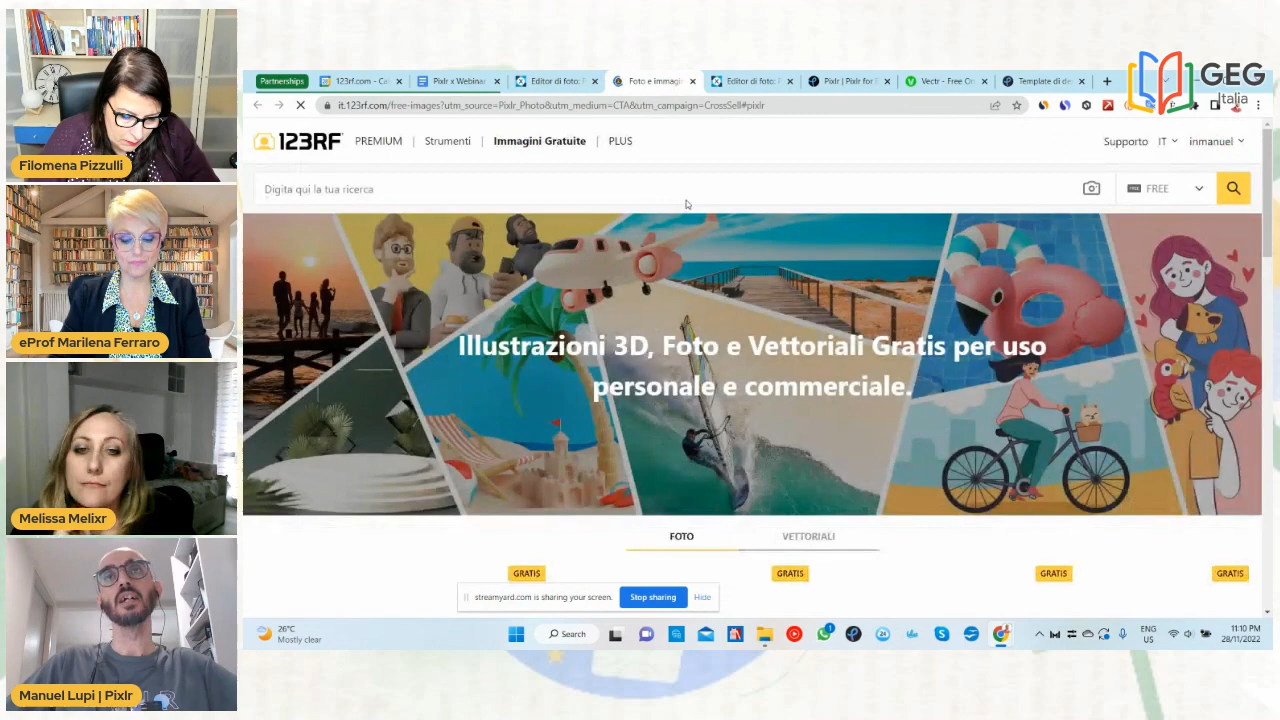 Filomena Pizzulli
eProf Marilena Ferraro
Melissa Melixr
Manuel Lupi | Pixlr
GEG
Italia
Partnerships
123rf.com - Ca
Pixlr x Webinar
Editor di foto: P
Foto e immagi
Editor di foto: P
Pixlr | Pixlr for F
Vectr - Free On
Template di de
it.123rf.com/free-images?utm_source=Pixlr_Photo&utm_medium=CTA&utm_campaign=CrossSell#pixlr
123RF
PREMIUM | Strumenti | Immagini Gratuite | PLUS
Supporto IT inmanuel
Digita qui la tua ricerca
FREE
Illustrazioni 3D, Foto e Vettoriali Gratis per uso
personale e commerciale.
FOTO VETTORIALI
GRATIS GRATIS GRATIS GRATIS
streamyard.com is sharing your screen. Stop sharing Hide
26°C
Mostly clear
Search
ENG
US
11:10 PM
28/11/2022